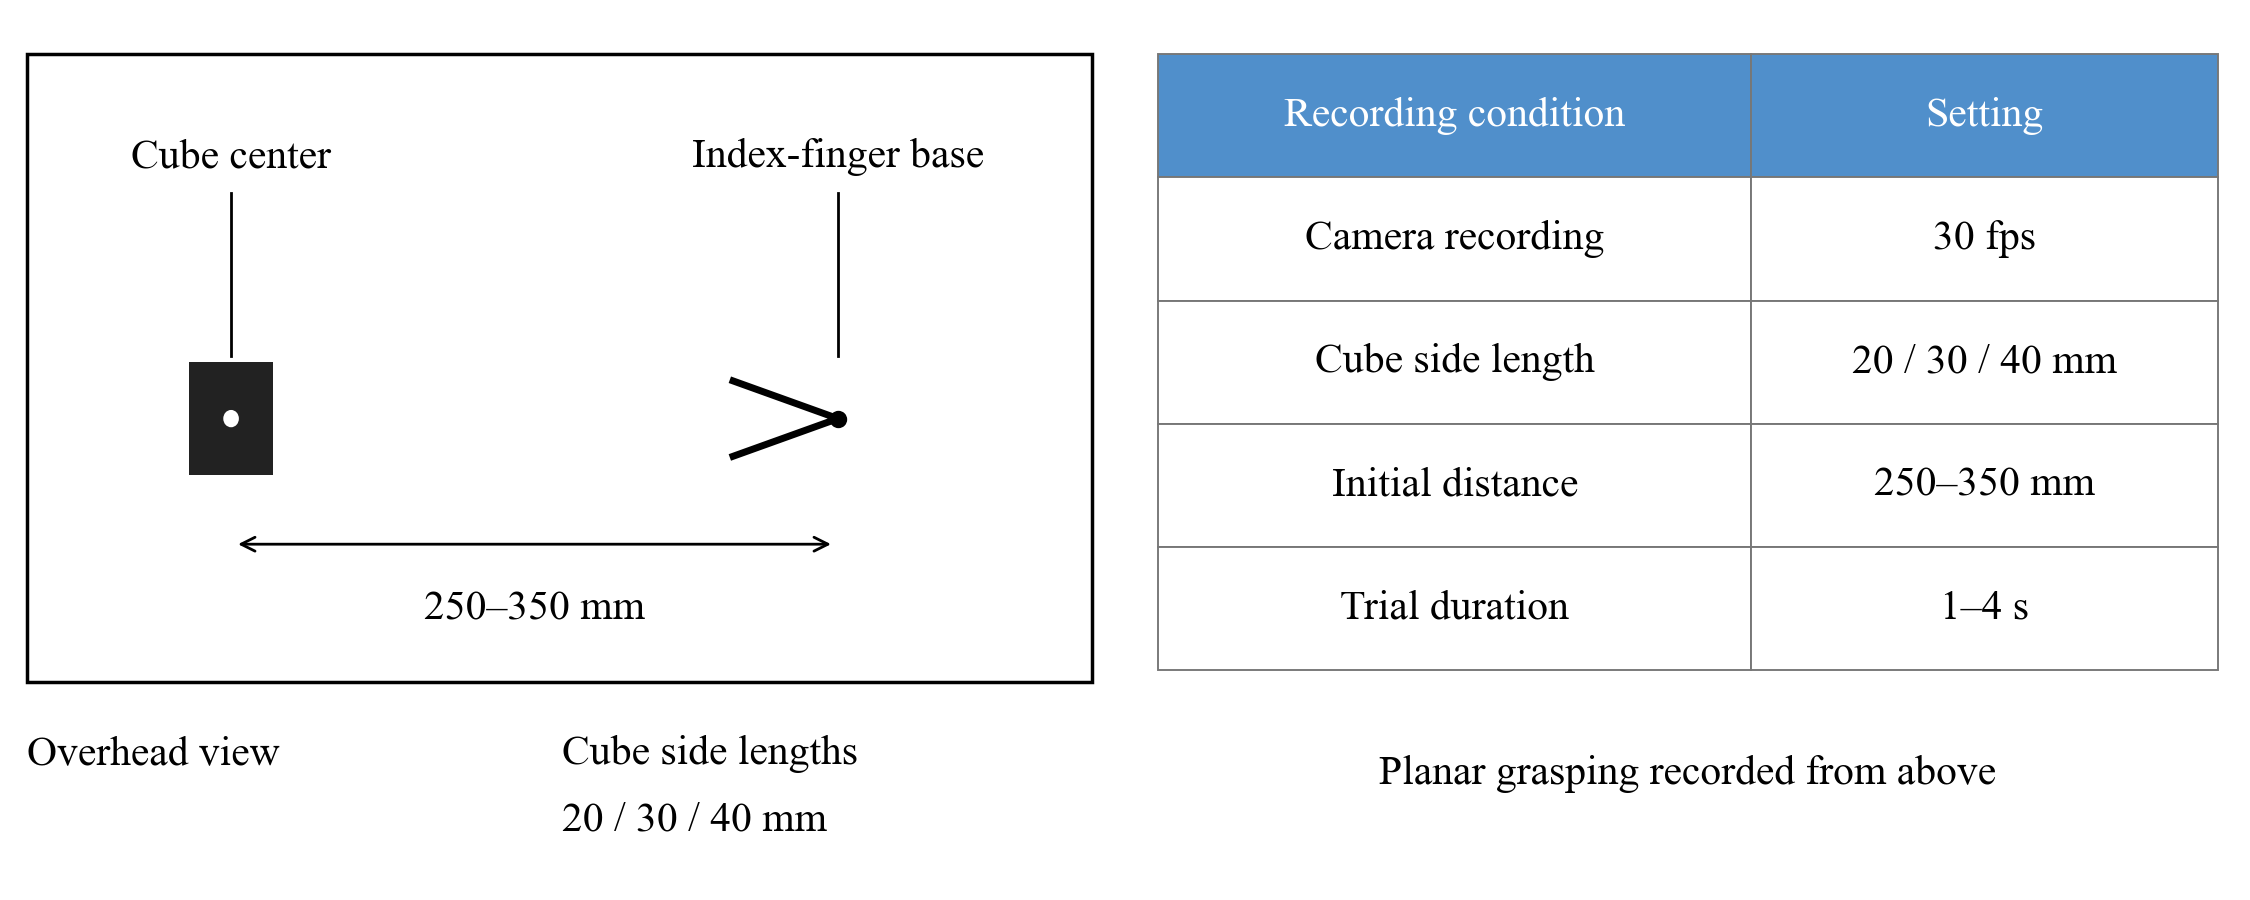 Cube center
Index-finger base
250–350 mm
Overhead view
Cube side lengths
20 / 30 / 40 mm
Recording condition Setting
Camera recording 30 fps
Cube side length 20 / 30 / 40 mm
Initial distance 250–350 mm
Trial duration 1–4 s
Planar grasping recorded from above